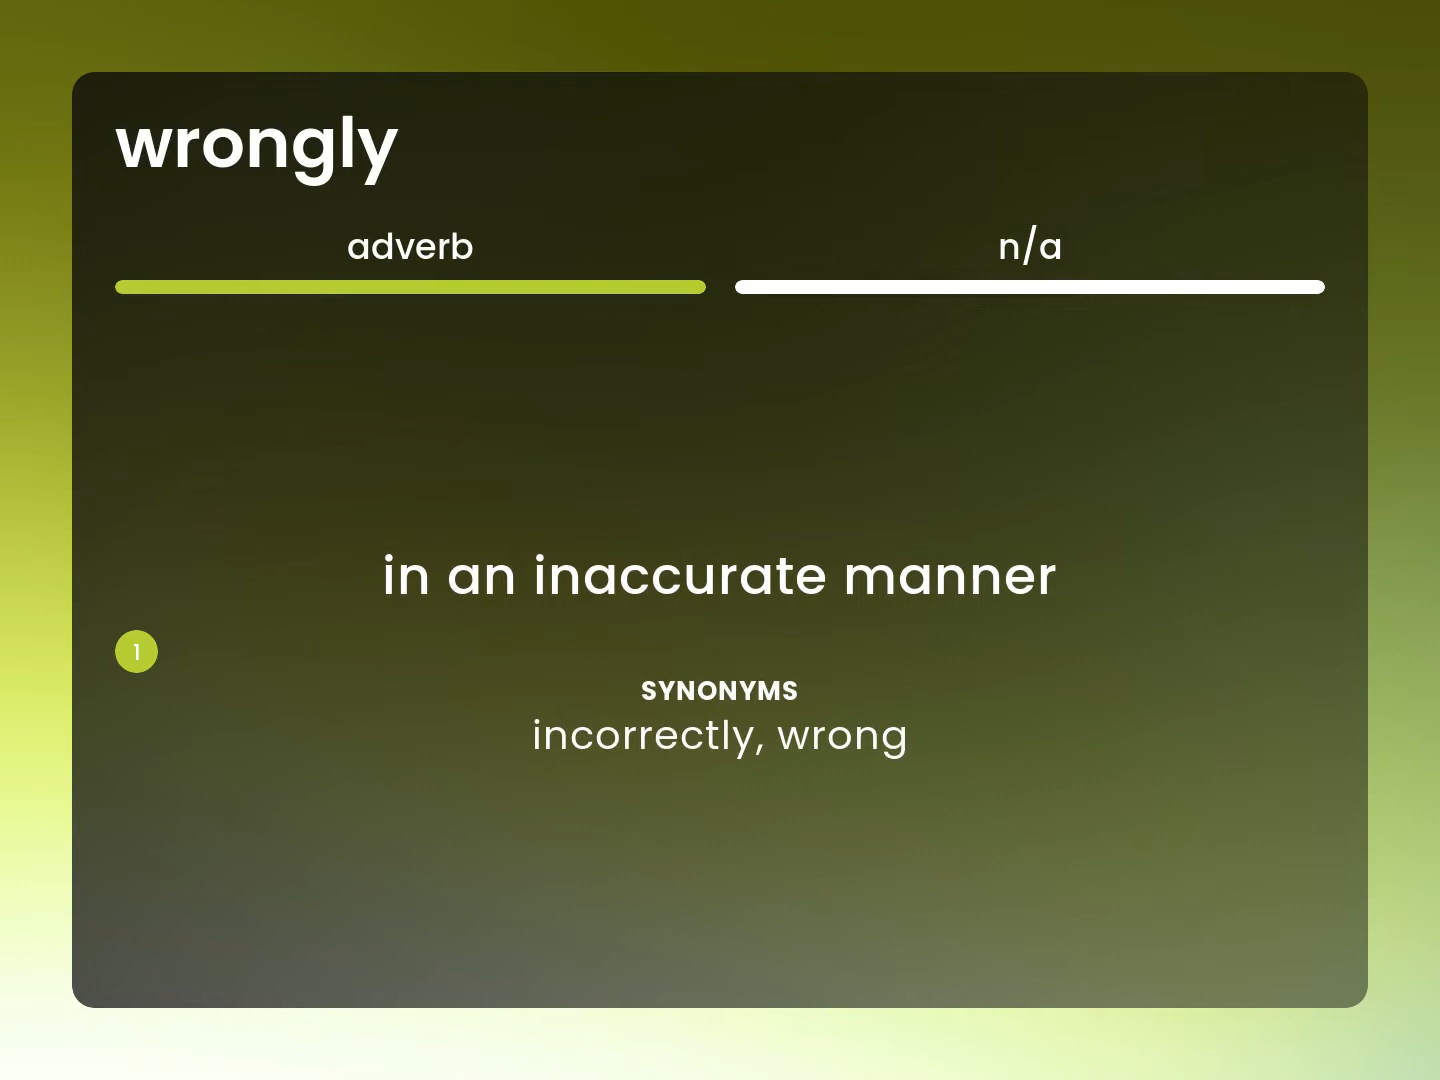 wrongly
adverb
n/a
in an inaccurate manner
1
SYNONYMS
incorrectly, wrong